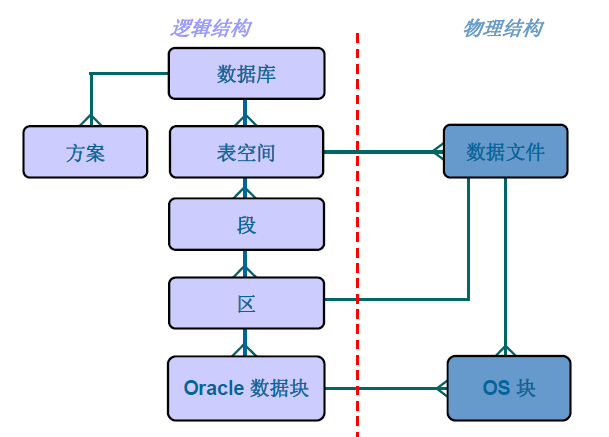 逻辑结构
物理结构
数据库
方案
表空间
数据文件
段
区
Oracle 数据块
OS 块